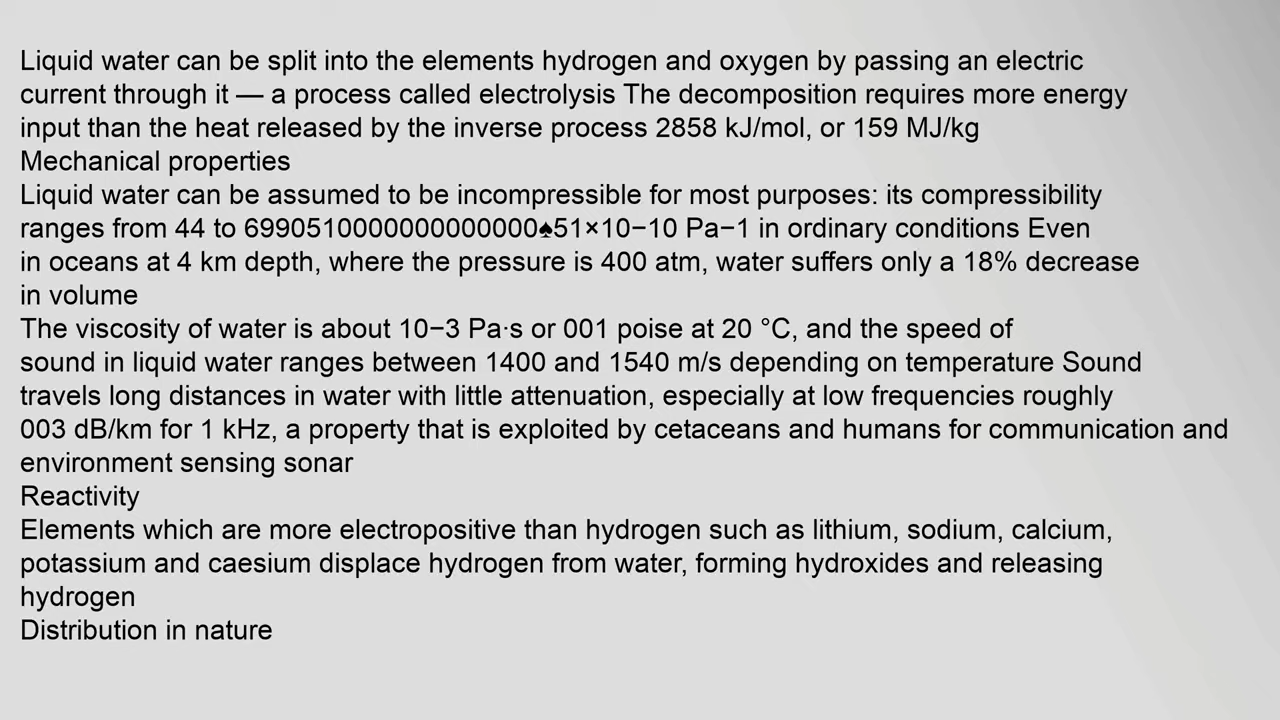 Liquid water can be split into the elements hydrogen and oxygen by passing an electric
current through it — a process called electrolysis The decomposition requires more energy
input than the heat released by the inverse process 2858 kJ/mol, or 159 MJ/kg
Mechanical properties
Liquid water can be assumed to be incompressible for most purposes: its compressibility
ranges from 44 to 6990510000000000000♠51×10−10 Pa−1 in ordinary conditions Even
in oceans at 4 km depth, where the pressure is 400 atm, water suffers only a 18% decrease
in volume
The viscosity of water is about 10−3 Pa·s or 001 poise at 20 °C, and the speed of
sound in liquid water ranges between 1400 and 1540 m/s depending on temperature Sound
travels long distances in water with little attenuation, especially at low frequencies roughly
003 dB/km for 1 kHz, a property that is exploited by cetaceans and humans for communication and
environment sensing sonar
Reactivity
Elements which are more electropositive than hydrogen such as lithium, sodium, calcium,
potassium and caesium displace hydrogen from water, forming hydroxides and releasing
hydrogen
Distribution in nature